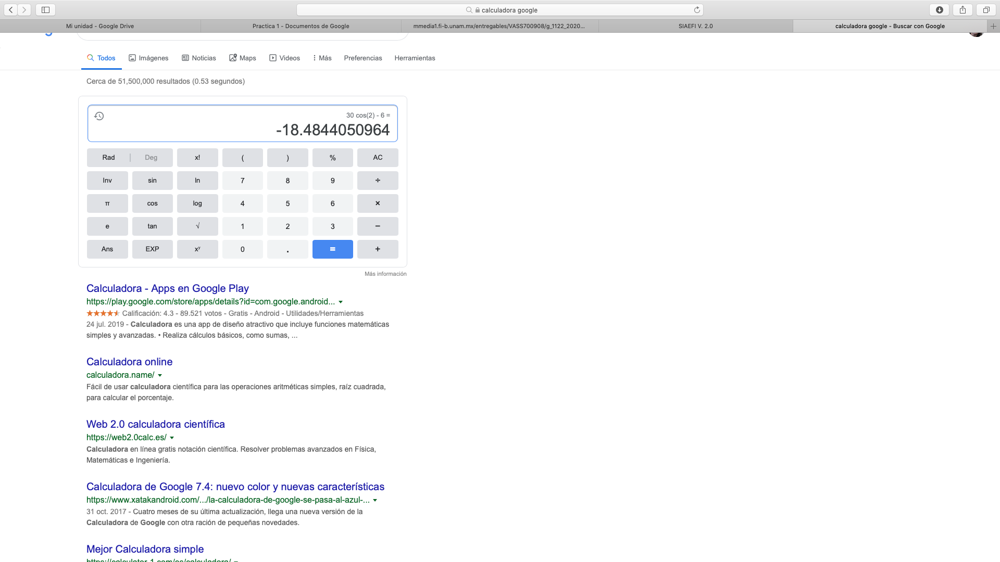 calculadora google
Mi unidad - Google Drive
Practica 1 - Documentos de Google
mmedia1.fi-b.unam.mx/entregables/VASS700908/g_1122_2020...
SIAEFI V. 2.0
calculadora google - Buscar con Google
Todos Imágenes Noticias Maps Videos Más Preferencias Herramientas
Cerca de 51,500,000 resultados (0.53 segundos)
30 cos(2) - 6 =
-18.4844050964
Rad | Deg x! ( ) % AC
Inv sin ln 7 8 9 ÷
π cos log 4 5 6 ×
e tan √ 1 2 3 −
Ans EXP xʸ 0 . = +
Más información
Calculadora - Apps en Google Play
https://play.google.com/store/apps/details?id=com.google.android...
Calificación: 4.3 - 89.521 votos - Gratis - Android - Utilidades/Herramientas
24 jul. 2019 - Calculadora es una app de diseño atractivo que incluye funciones matemáticas
simples y avanzadas. • Realiza cálculos básicos, como sumas, ...
Calculadora online
calculadora.name/
Fácil de usar calculadora científica para las operaciones aritméticas simples, raíz cuadrada,
para calcular el porcentaje.
Web 2.0 calculadora científica
https://web2.0calc.es/
Calculadora en línea gratis notación científica. Resolver problemas avanzados en Física,
Matemáticas e Ingeniería.
Calculadora de Google 7.4: nuevo color y nuevas características
https://www.xatakandroid.com/.../la-calculadora-de-google-se-pasa-al-azul-...
31 oct. 2017 - Cuatro meses de su última actualización, llega una nueva versión de la
Calculadora de Google con otra ración de pequeñas novedades.
Mejor Calculadora simple
https://calculator-1.com/es/calculadora/